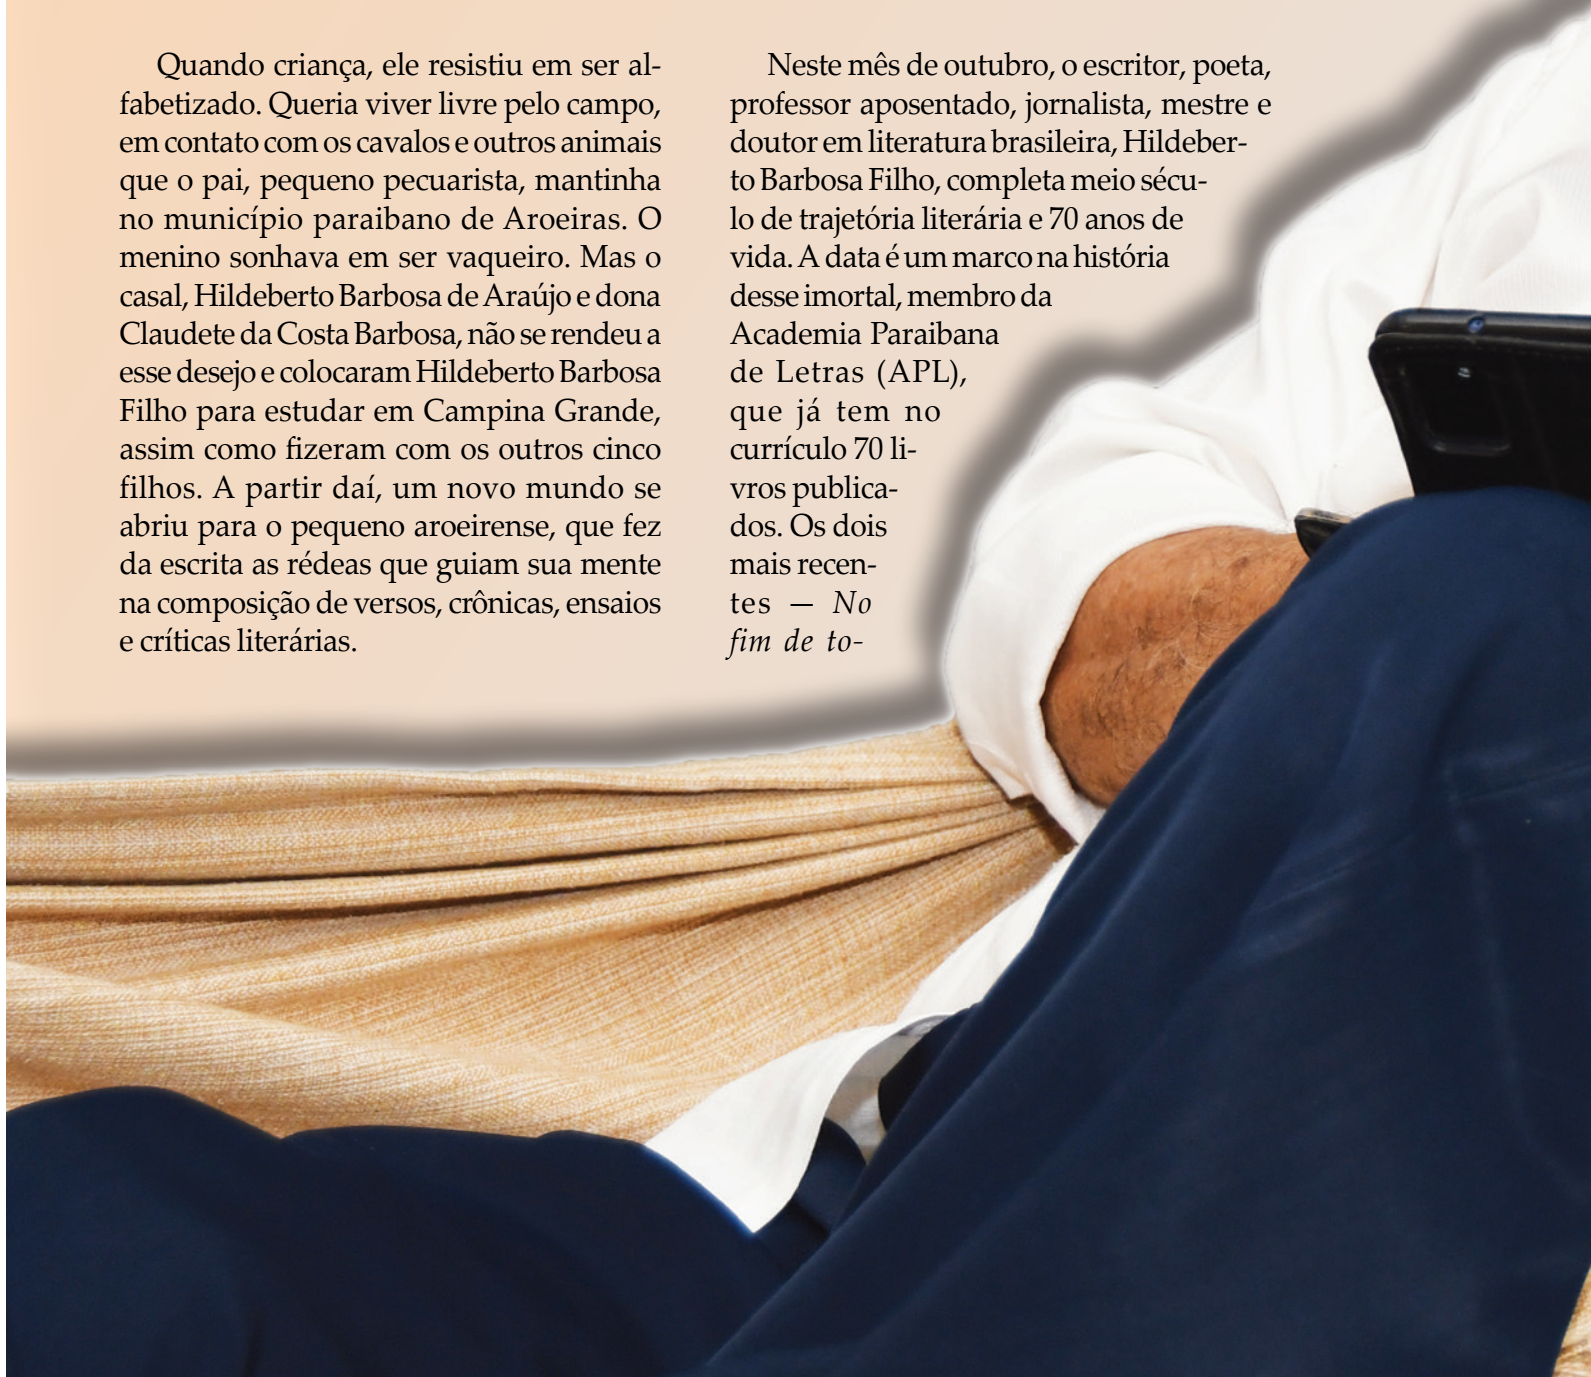 Quando criança, ele resistiu em ser al-
fabetizado. Queria viver livre pelo campo,
em contato com os cavalos e outros animais
que o pai, pequeno pecuarista, mantinha
no município paraibano de Aroeiras. O
menino sonhava em ser vaqueiro. Mas o
casal, Hildeberto Barbosa de Araújo e dona
Claudete da Costa Barbosa, não se rendeu a
esse desejo e colocaram Hildeberto Barbosa
Filho para estudar em Campina Grande,
assim como fizeram com os outros cinco
filhos. A partir daí, um novo mundo se
abriu para o pequeno aroeirense, que fez
da escrita as rédeas que guiam sua mente
na composição de versos, crônicas, ensaios
e críticas literárias.
Neste mês de outubro, o escritor, poeta,
professor aposentado, jornalista, mestre e
doutor em literatura brasileira, Hildeber-
to Barbosa Filho, completa meio sécu-
lo de trajetória literária e 70 anos de
vida. A data é um marco na história
desse imortal, membro da
Academia Paraibana
de Letras (APL),
que já tem no
currículo 70 li-
vros publica-
dos. Os dois
mais recen-
tes — No
fim de to-